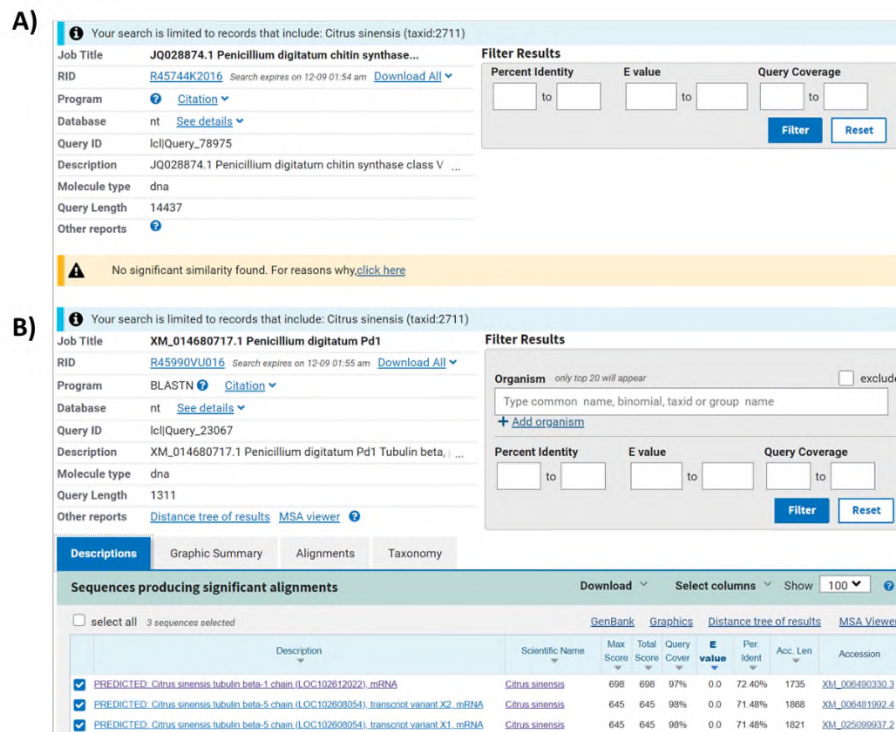 A)
Your search is limited to records that include: Citrus sinensis (taxid:2711)
Job Title JQ028874.1 Penicillium digitatum chitin synthase...
RID R45744K2016 Search expires on 12-09 01:54 am Download All
Program Citation
Database nt See details
Query ID lcl|Query_78975
Description JQ028874.1 Penicillium digitatum chitin synthase class V ...
Molecule type dna
Query Length 14437
Other reports
Filter Results
Percent Identity E value Query Coverage
to to to
Filter Reset
No significant similarity found. For reasons why,click here
B)
Your search is limited to records that include: Citrus sinensis (taxid:2711)
Job Title XM_014680717.1 Penicillium digitatum Pd1
RID R45990VU016 Search expires on 12-09 01:55 am Download All
Program BLASTN Citation
Database nt See details
Query ID lcl|Query_23067
Description XM_014680717.1 Penicillium digitatum Pd1 Tubulin beta, ...
Molecule type dna
Query Length 1311
Other reports Distance tree of results MSA viewer
Filter Results
Organism only top 20 will appear exclude
Type common name, binomial, taxid or group name
+ Add organism
Percent Identity E value Query Coverage
to to to
Filter Reset
Descriptions Graphic Summary Alignments Taxonomy
Sequences producing significant alignments Download Select columns Show 100
select all 3 sequences selected GenBank Graphics Distance tree of results MSA Viewer
Description Scientific Name Max Score Total Score Query Cover E value Per. Ident Acc. Len Accession
PREDICTED: Citrus sinensis tubulin beta-1 chain (LOC102612022), mRNA Citrus sinensis 698 698 97% 0.0 72.40% 1735 XM_006490330.3
PREDICTED: Citrus sinensis tubulin beta-5 chain (LOC102608054), transcript variant X2, mRNA Citrus sinensis 645 645 98% 0.0 71.48% 1868 XM_006481992.4
PREDICTED: Citrus sinensis tubulin beta-5 chain (LOC102608054), transcript variant X1, mRNA Citrus sinensis 645 645 98% 0.0 71.48% 1821 XM_025099937.2